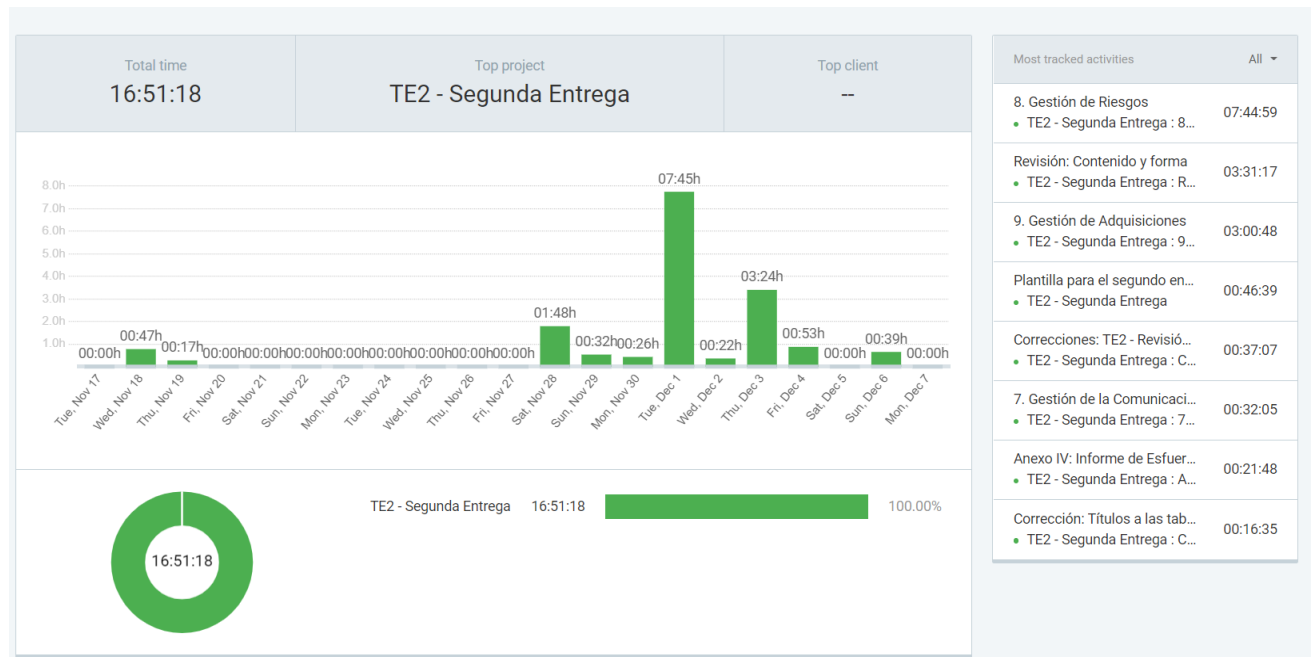 Total time
16:51:18
Top project
TE2 - Segunda Entrega
Top client
--
8.0h
7.0h
6.0h
5.0h
4.0h
3.0h
2.0h
1.0h
00:00h
00:47h
00:17h
00:00h
00:00h
00:00h
00:00h
00:00h
00:00h
00:00h
00:00h
01:48h
00:32h
00:26h
07:45h
00:22h
03:24h
00:53h
00:00h
00:39h
00:00h
Tue, Nov 17
Wed, Nov 18
Thu, Nov 19
Fri, Nov 20
Sat, Nov 21
Sun, Nov 22
Mon, Nov 23
Tue, Nov 24
Wed, Nov 25
Thu, Nov 26
Fri, Nov 27
Sat, Nov 28
Sun, Nov 29
Mon, Nov 30
Tue, Dec 1
Wed, Dec 2
Thu, Dec 3
Fri, Dec 4
Sat, Dec 5
Sun, Dec 6
Mon, Dec 7
16:51:18
TE2 - Segunda Entrega 16:51:18 100.00%
Most tracked activities All
8. Gestión de Riesgos
TE2 - Segunda Entrega : 8...
07:44:59
Revisión: Contenido y forma
TE2 - Segunda Entrega : R...
03:31:17
9. Gestión de Adquisiciones
TE2 - Segunda Entrega : 9...
03:00:48
Plantilla para el segundo en...
TE2 - Segunda Entrega
00:46:39
Correcciones: TE2 - Revisió...
TE2 - Segunda Entrega : C...
00:37:07
7. Gestión de la Comunicaci...
TE2 - Segunda Entrega : 7...
00:32:05
Anexo IV: Informe de Esfuer...
TE2 - Segunda Entrega : A...
00:21:48
Corrección: Títulos a las tab...
TE2 - Segunda Entrega : C...
00:16:35